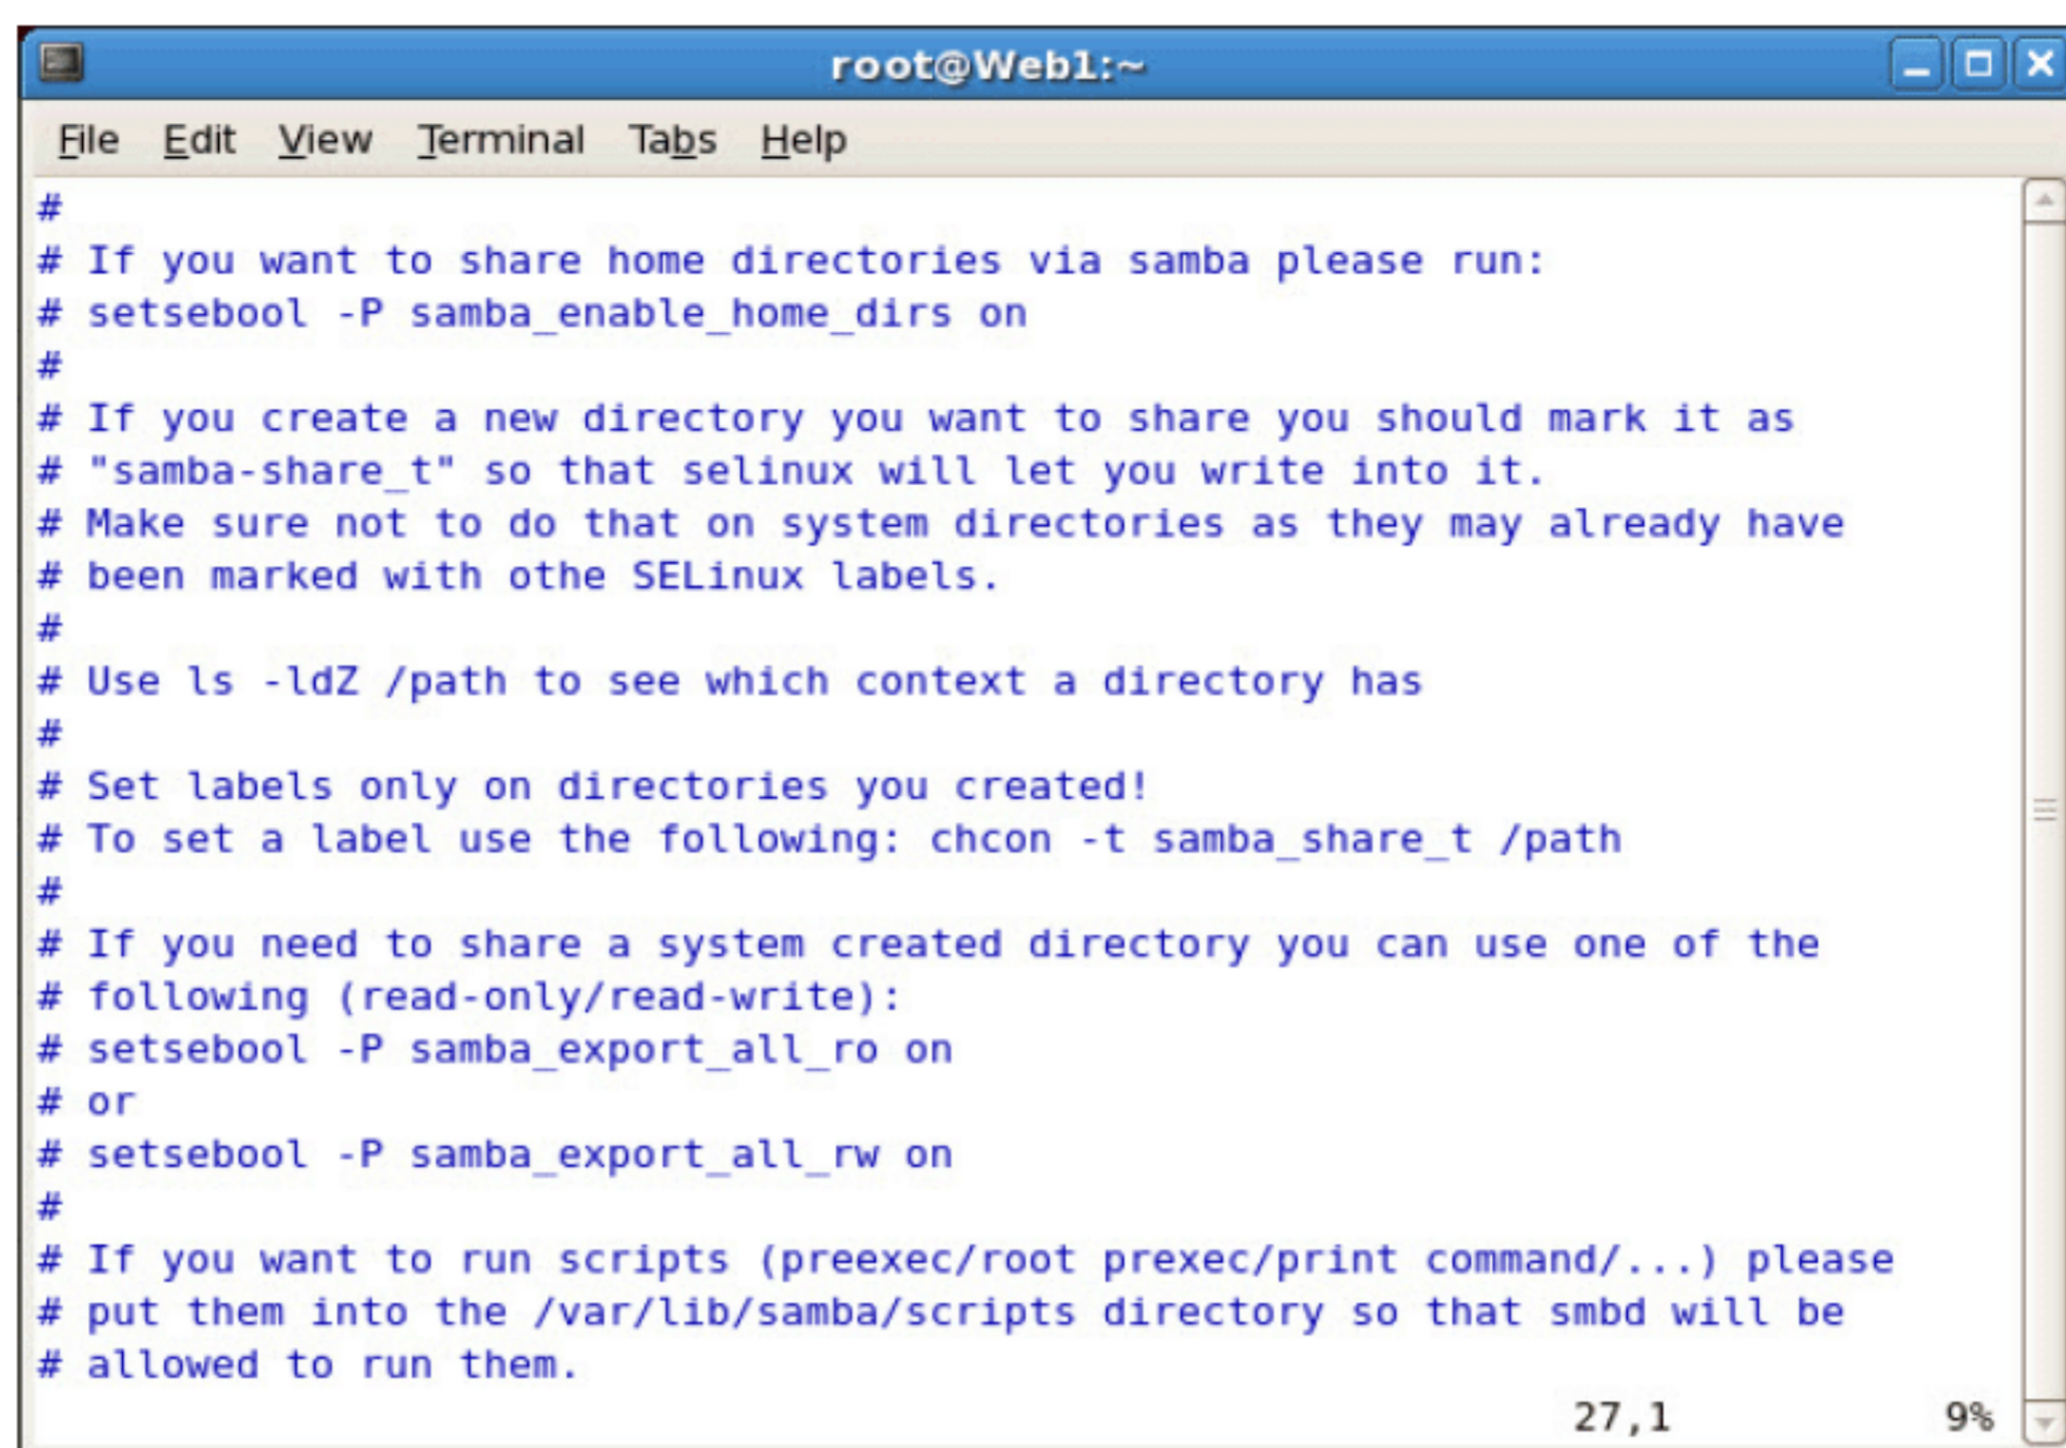 root@Web1:~
File Edit View Terminal Tabs Help
#
# If you want to share home directories via samba please run:
# setsebool -P samba_enable_home_dirs on
#
# If you create a new directory you want to share you should mark it as
# "samba-share_t" so that selinux will let you write into it.
# Make sure not to do that on system directories as they may already have
# been marked with othe SELinux labels.
#
# Use ls -ldZ /path to see which context a directory has
#
# Set labels only on directories you created!
# To set a label use the following: chcon -t samba_share_t /path
#
# If you need to share a system created directory you can use one of the
# following (read-only/read-write):
# setsebool -P samba_export_all_ro on
# or
# setsebool -P samba_export_all_rw on
#
# If you want to run scripts (preexec/root prexec/print command/...) please
# put them into the /var/lib/samba/scripts directory so that smbd will be
# allowed to run them.
27,1 9%